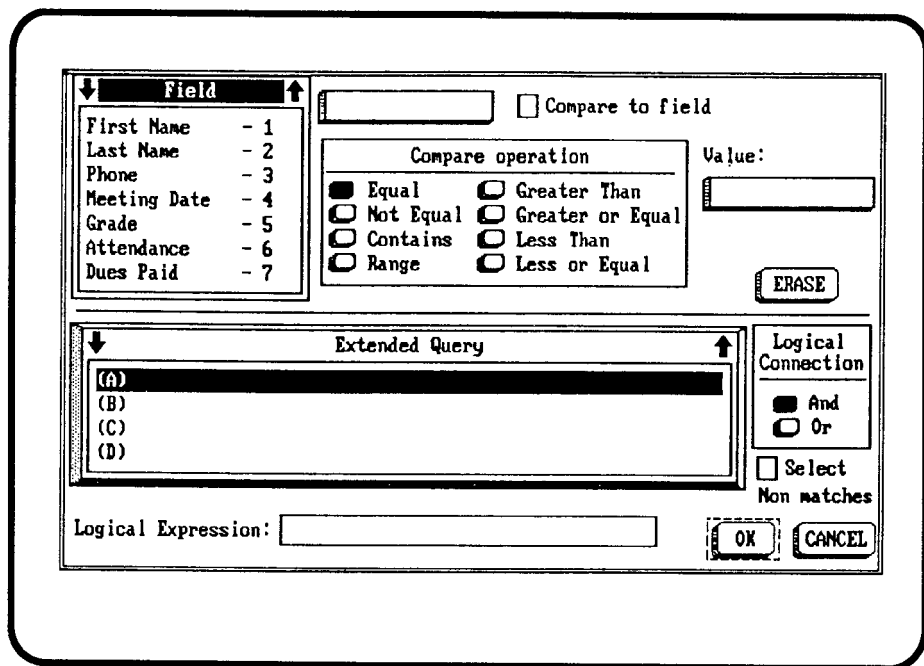 Field
First Name - 1
Last Name - 2
Phone - 3
Meeting Date - 4
Grade - 5
Attendance - 6
Dues Paid - 7
Compare to field
Compare operation
Equal Greater Than
Not Equal Greater or Equal
Contains Less Than
Range Less or Equal
Value:
ERASE
Extended Query
(A)
(B)
(C)
(D)
Logical
Connection
And
Or
Select
Non matches
Logical Expression:
OK CANCEL